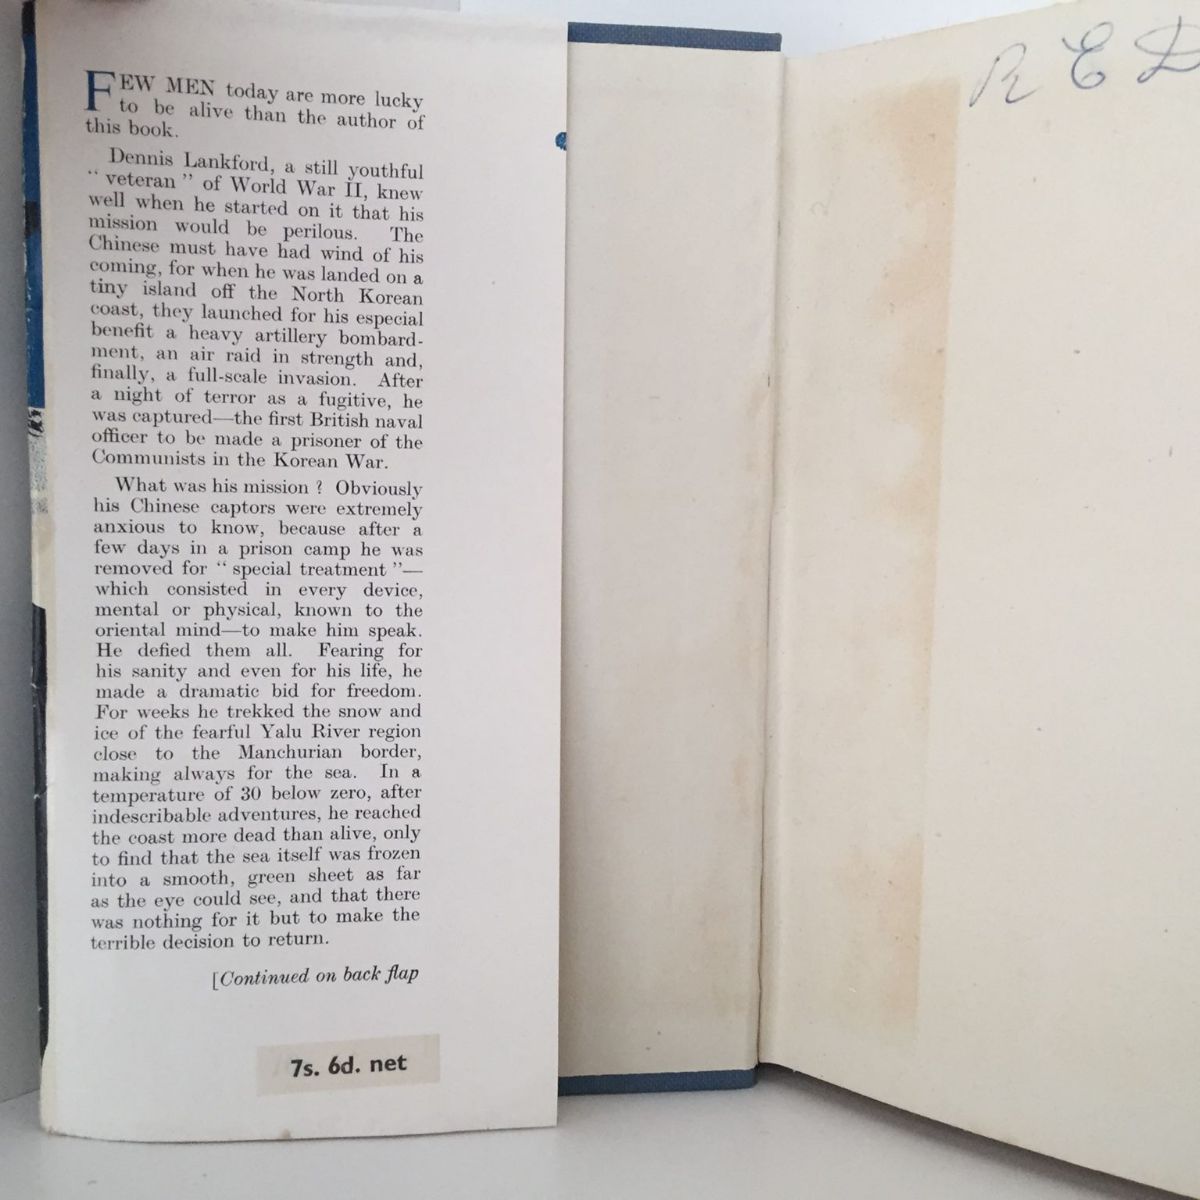 FEW MEN today are more lucky
to be alive than the author of
this book.
Dennis Lankford, a still youthful
“ veteran ” of World War II, knew
well when he started on it that his
mission would be perilous. The
Chinese must have had wind of his
coming, for when he was landed on a
tiny island off the North Korean
coast, they launched for his especial
benefit a heavy artillery bombard-
ment, an air raid in strength and,
finally, a full-scale invasion. After
a night of terror as a fugitive, he
was captured—the first British naval
officer to be made a prisoner of the
Communists in the Korean War.
What was his mission ? Obviously
his Chinese captors were extremely
anxious to know, because after a
few days in a prison camp he was
removed for “ special treatment ”—
which consisted in every device,
mental or physical, known to the
oriental mind—to make him speak.
He defied them all. Fearing for
his sanity and even for his life, he
made a dramatic bid for freedom.
For weeks he trekked the snow and
ice of the fearful Yalu River region
close to the Manchurian border,
making always for the sea. In a
temperature of 30 below zero, after
indescribable adventures, he reached
the coast more dead than alive, only
to find that the sea itself was frozen
into a smooth, green sheet as far
as the eye could see, and that there
was nothing for it but to make the
terrible decision to return.
[Continued on back flap
7s. 6d. net
R E D